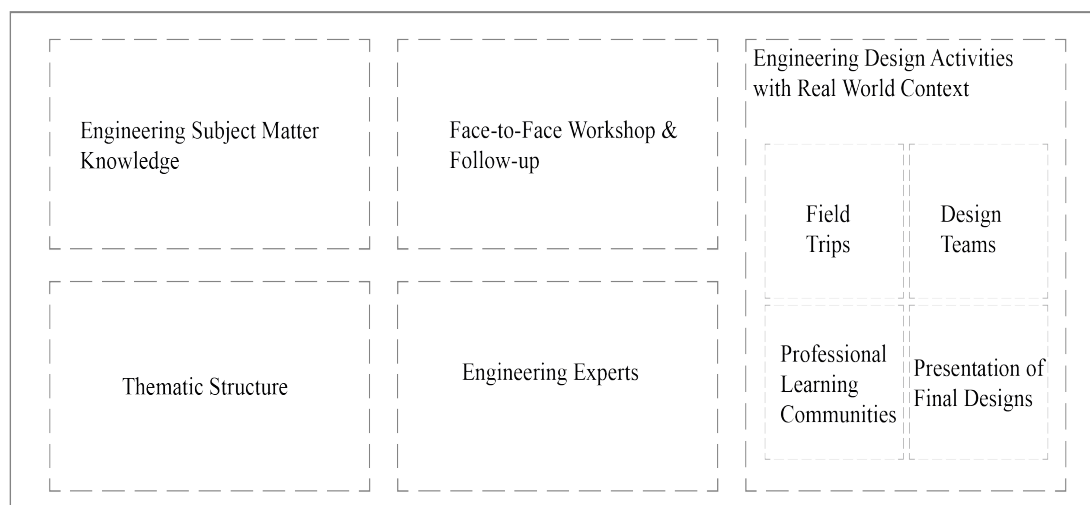 Engineering Subject Matter
Knowledge
Face-to-Face Workshop &
Follow-up
Thematic Structure
Engineering Experts
Engineering Design Activities
with Real World Context
Field
Trips
Design
Teams
Professional
Learning
Communities
Presentation of
Final Designs